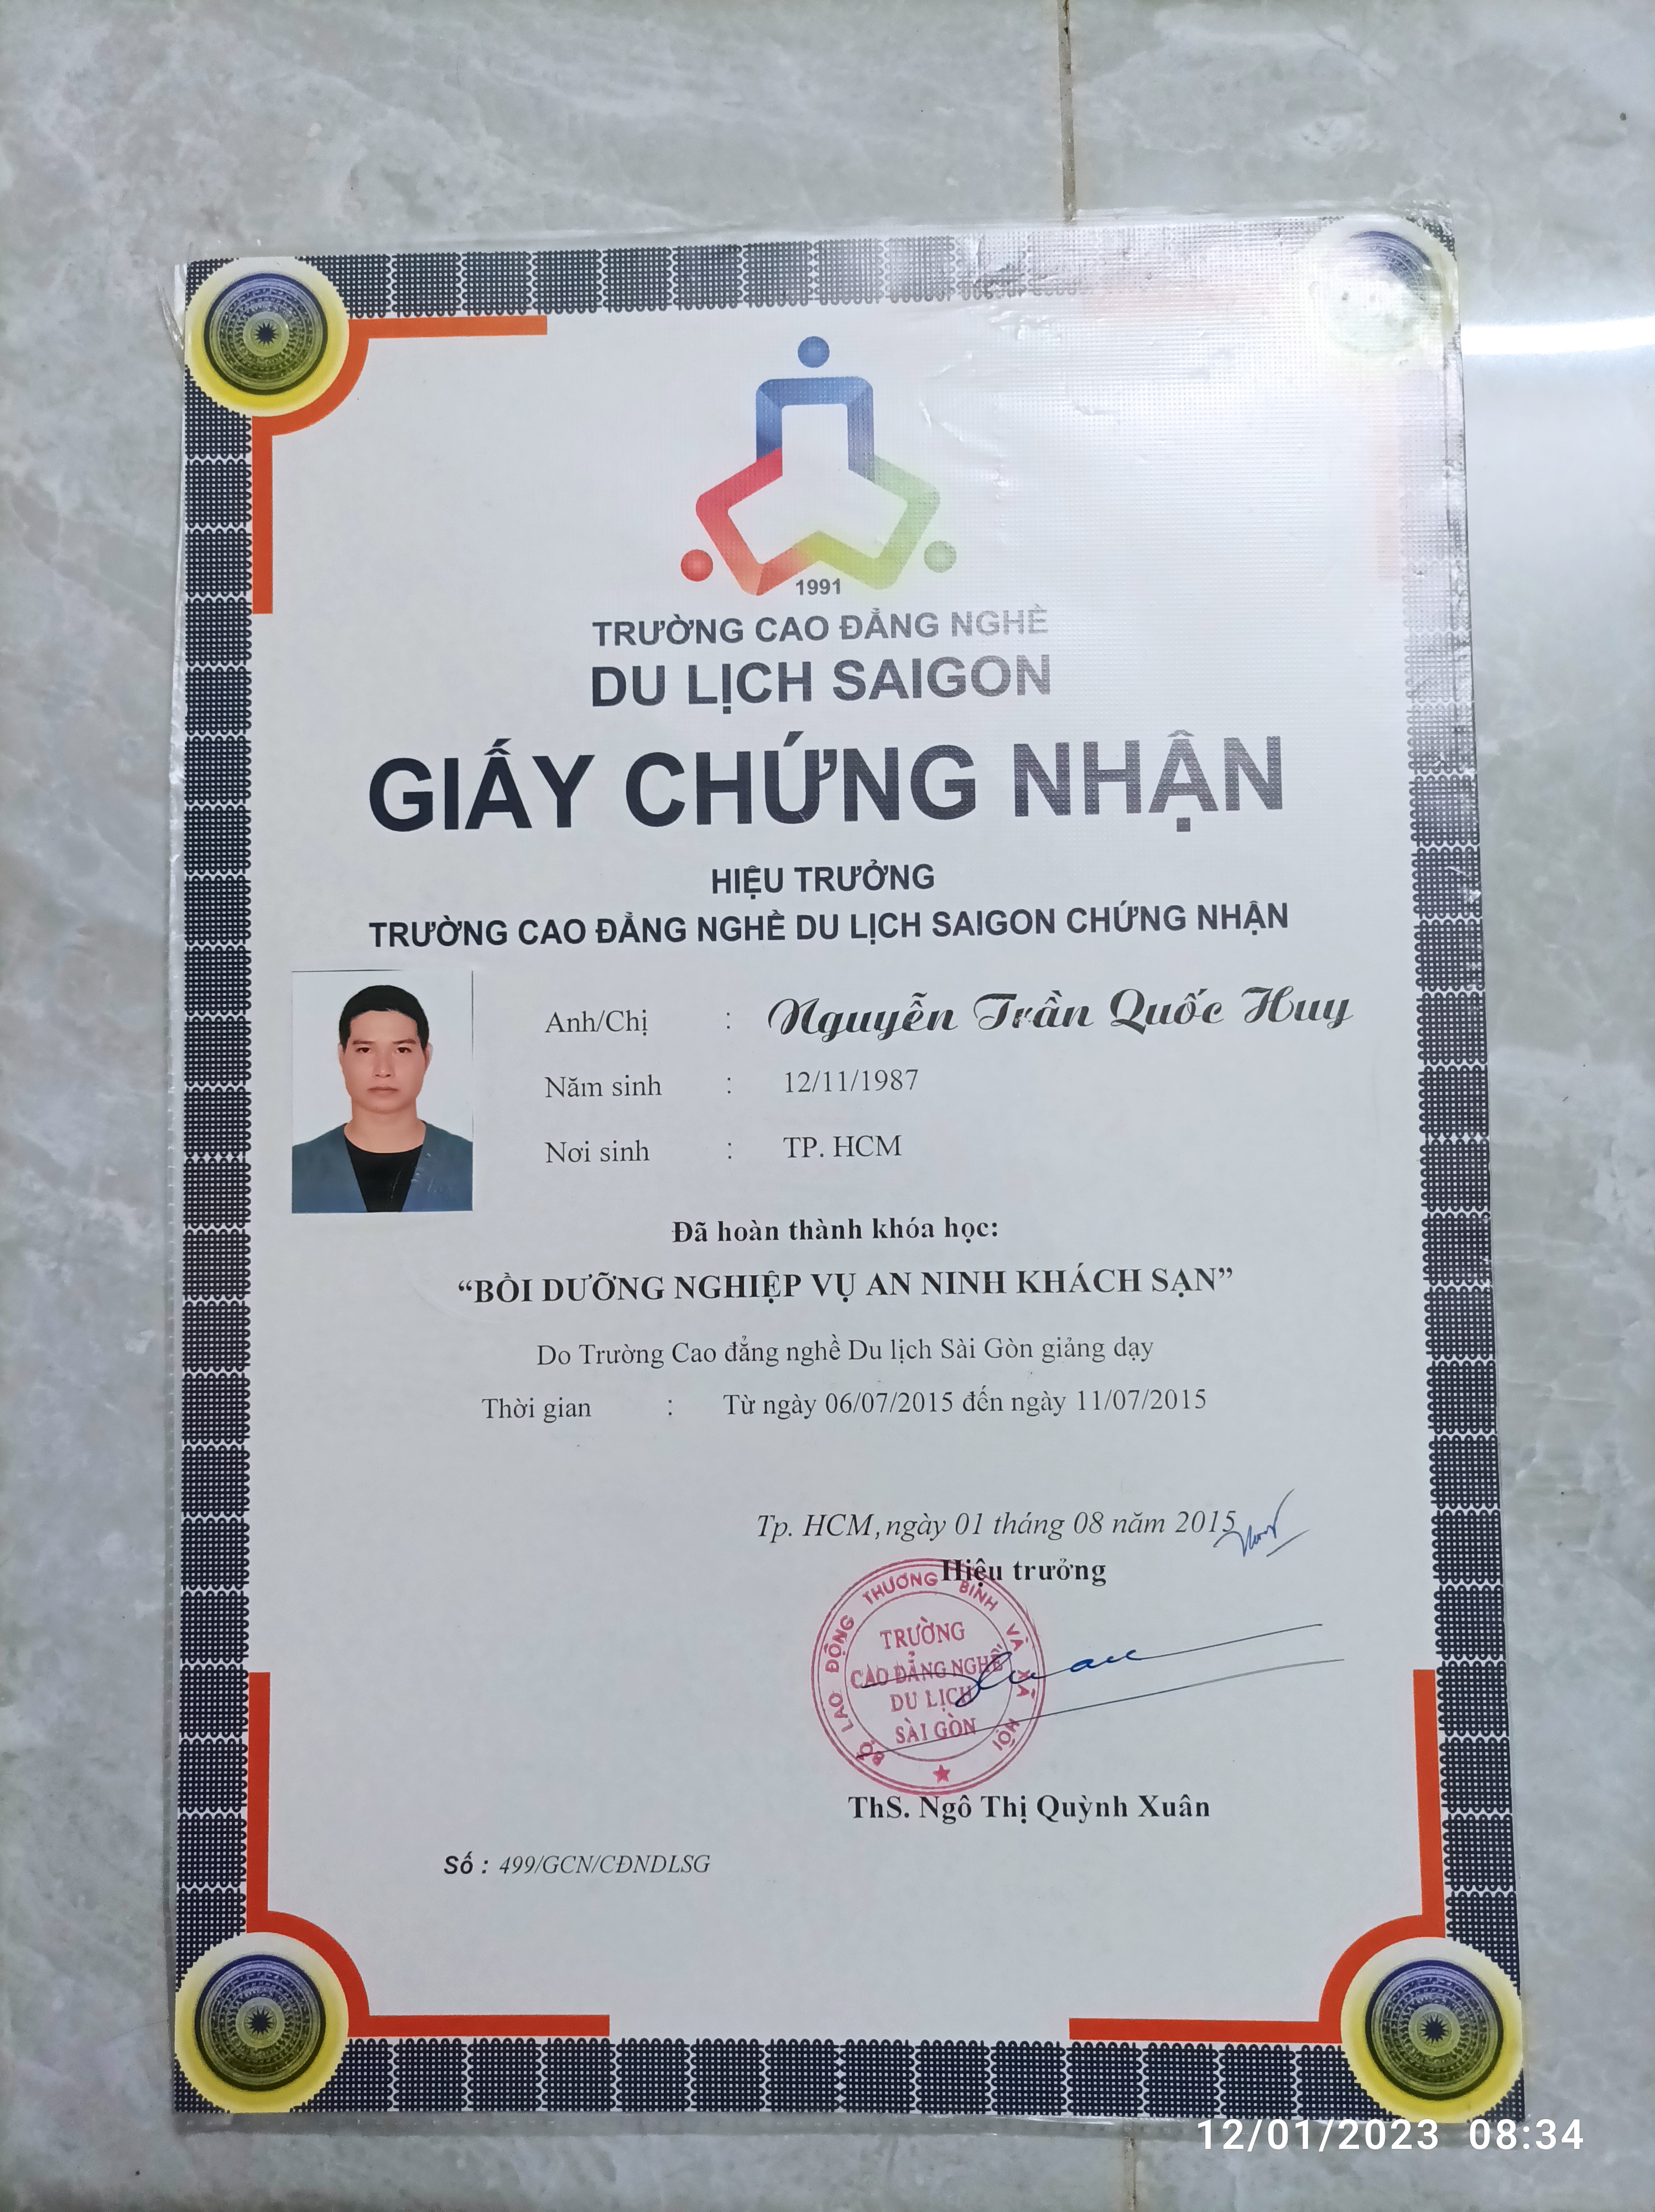 1991
TRƯỜNG CAO ĐẲNG NGHỀ
DU LỊCH SAIGON
GIẤY CHỨNG NHẬN
HIỆU TRƯỞNG
TRƯỜNG CAO ĐẲNG NGHỀ DU LỊCH SAIGON CHỨNG NHẬN
Anh/Chị : Nguyễn Trần Quốc Huy
Năm sinh : 12/11/1987
Nơi sinh : TP. HCM
Đã hoàn thành khóa học:
“BỒI DƯỠNG NGHIỆP VỤ AN NINH KHÁCH SẠN”
Do Trường Cao đẳng nghề Du lịch Sài Gòn giảng dạy
Thời gian : Từ ngày 06/07/2015 đến ngày 11/07/2015
Tp. HCM, ngày 01 tháng 08 năm 2015
Hiệu trưởng
BỘ LAO ĐỘNG THƯƠNG BINH VÀ XÃ HỘI
TRƯỜNG
CAO ĐẲNG NGHỀ
DU LỊCH
SÀI GÒN
ThS. Ngô Thị Quỳnh Xuân
Số : 499/GCN/CĐNDLSG
12/01/2023 08:34